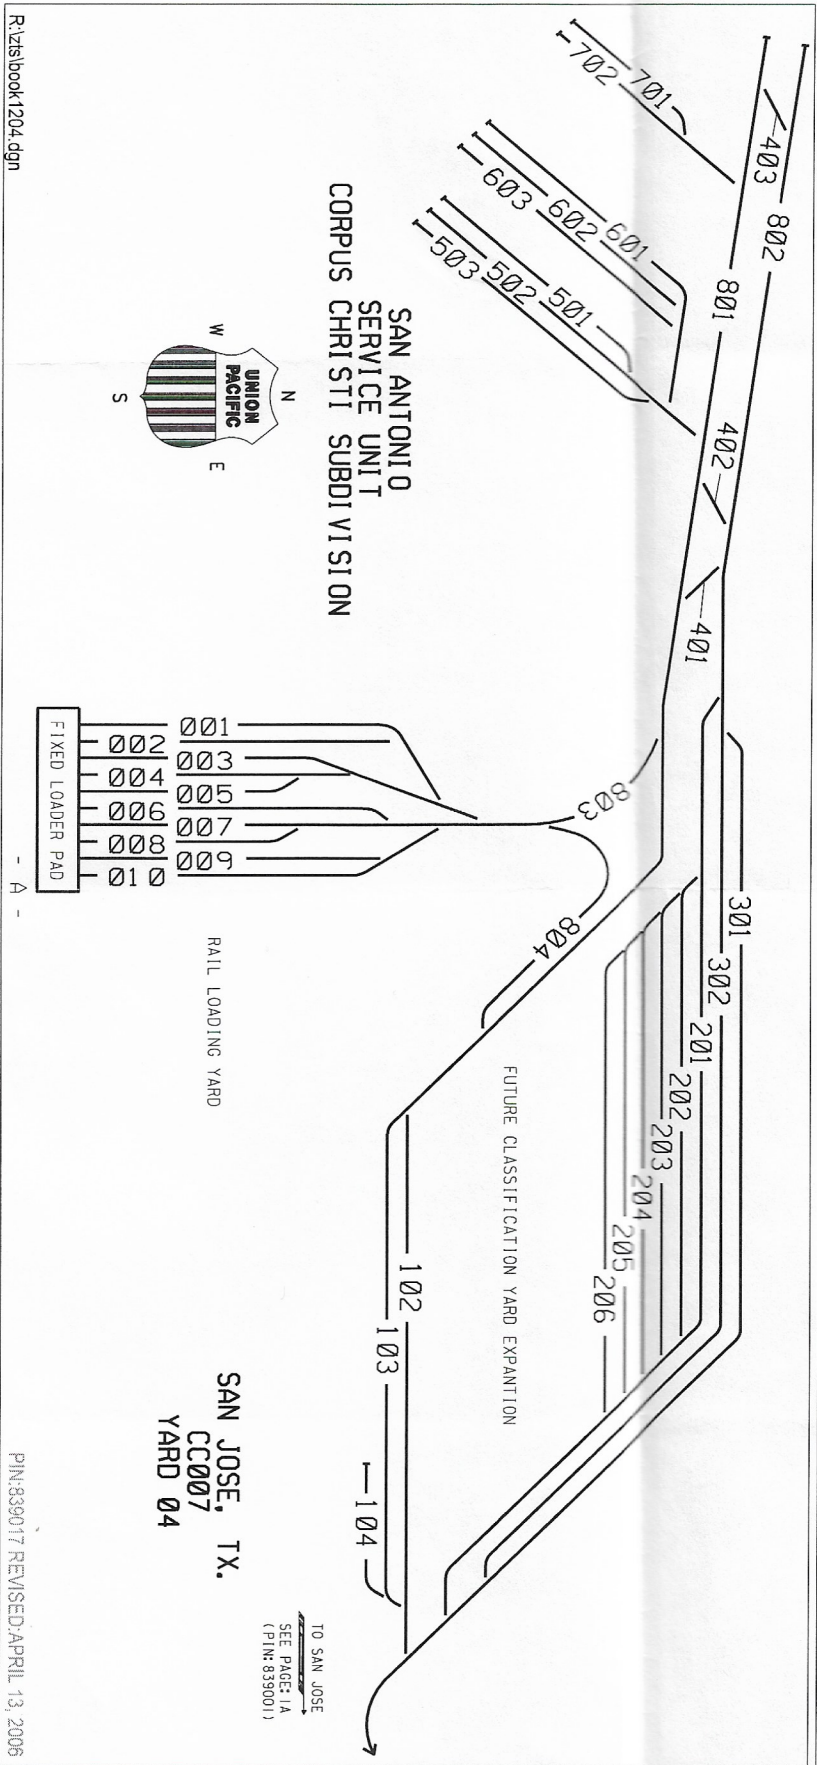 701
702
403
802
601
602
603
801
501
502
503
402
401
SAN ANTONIO
SERVICE UNIT
CORPUS CHRISTI SUBDIVISION
N
W
E
S
UNION
PACIFIC
301
302
201
202
203
204
205
206
803
804
FUTURE CLASSIFICATION YARD EXPANTION
001
002
003
004
005
006
007
008
009
010
FIXED LOADER PAD
RAIL LOADING YARD
102
103
104
SAN JOSE, TX.
CC007
YARD 04
TO SAN JOSE
SEE PAGE:1A
(PIN:839001)
R:\zts\book1204.dgn
- A -
PIN:839017 REVISED:APRIL 13, 2006